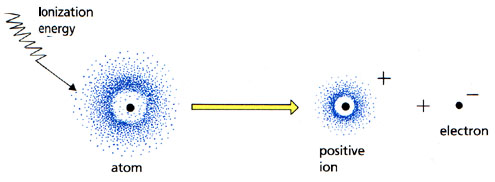 Ionization
energy
atom
+
positive
ion
+
−
electron